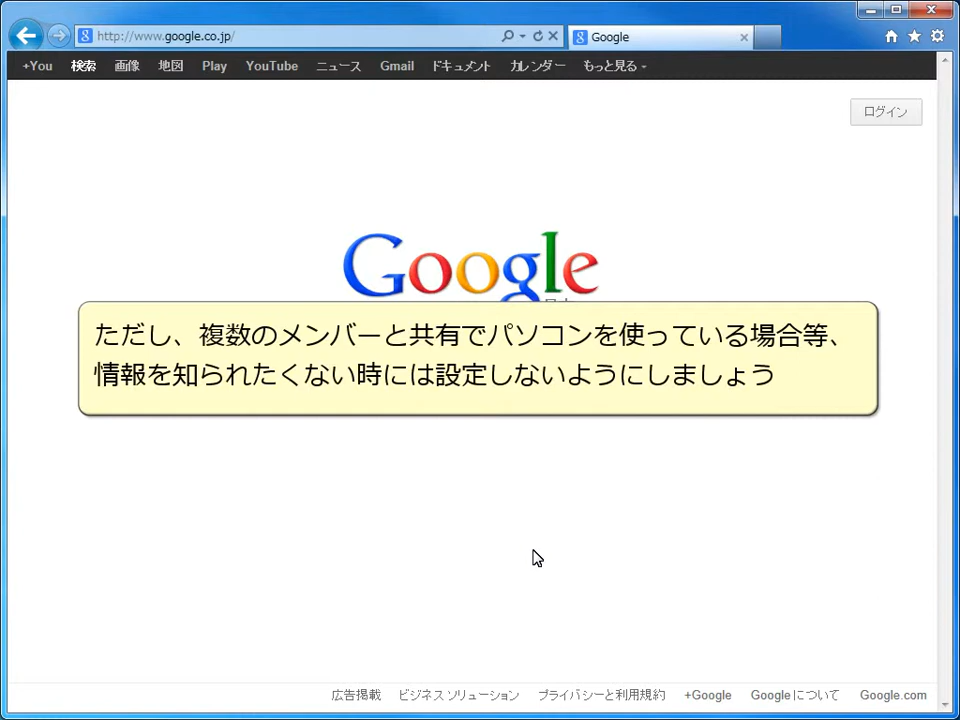 http://www.google.co.jp/
Google
+You 検索 画像 地図 Play YouTube ニュース Gmail ドキュメント カレンダー もっと見る
ログイン
Google
ただし、複数のメンバーと共有でパソコンを使っている場合等、
情報を知られたくない時には設定しないようにしましょう
広告掲載 ビジネス ソリューション プライバシーと利用規約 +Google Google について Google.com